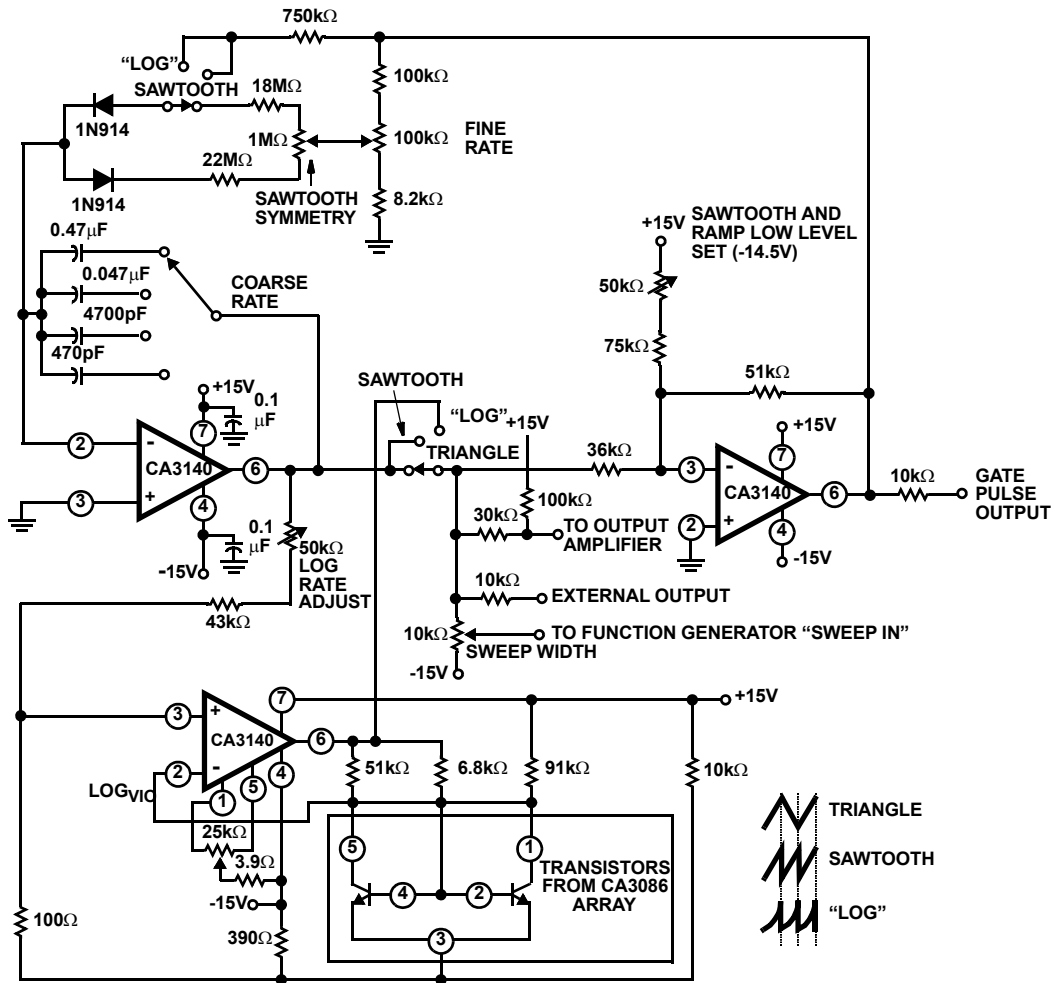 750kΩ
“LOG”
SAWTOOTH
18MΩ
100kΩ
1N914
1MΩ
100kΩ
FINE
RATE
22MΩ
1N914
SAWTOOTH
SYMMETRY
8.2kΩ
0.47μF
0.047μF
4700pF
470pF
COARSE
RATE
+15V
SAWTOOTH AND
RAMP LOW LEVEL
SET (-14.5V)
50kΩ
75kΩ
51kΩ
+15V
0.1
μF
7
2
-
CA3140
6
3
+
4
0.1
μF
-15V
50kΩ
LOG
RATE
ADJUST
43kΩ
SAWTOOTH
“LOG”
+15V
TRIANGLE
36kΩ
100kΩ
30kΩ
TO OUTPUT
AMPLIFIER
10kΩ
EXTERNAL OUTPUT
10kΩ
TO FUNCTION GENERATOR “SWEEP IN”
SWEEP WIDTH
-15V
+15V
7
3
-
CA3140
6
2
+
4
-15V
10kΩ
GATE
PULSE
OUTPUT
7
+15V
3
+
CA3140
6
2
-
4
5
1
LOGVIO
51kΩ
6.8kΩ
91kΩ
10kΩ
25kΩ
3.9Ω
-15V
100Ω
390Ω
5
1
4
2
3
TRANSISTORS
FROM CA3086
ARRAY
TRIANGLE
SAWTOOTH
“LOG”